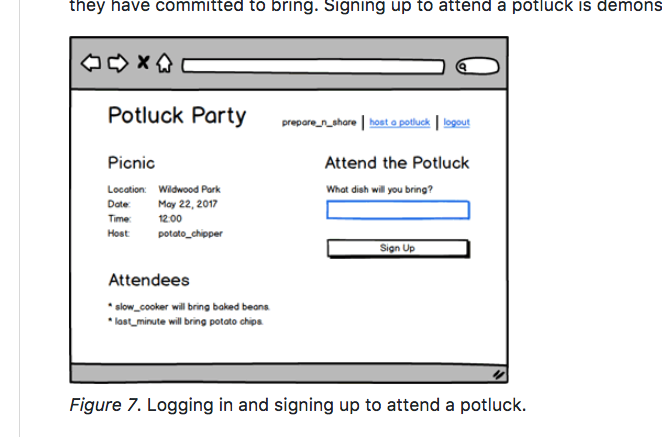 they have committed to bring. Signing up to attend a potluck is demons
Potluck Party
prepare_n_share | host a potluck | logout
Picnic
Location: Wildwood Park
Date: May 22, 2017
Time: 12:00
Host: potato_chipper
Attend the Potluck
What dish will you bring?
Sign Up
Attendees
* slow_cooker will bring baked beans.
* last_minute will bring potato chips.
Figure 7. Logging in and signing up to attend a potluck.